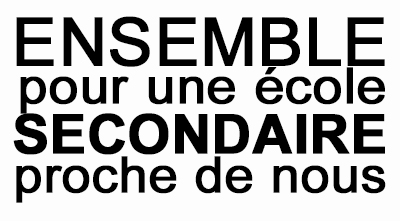 ENSEMBLE
pour une école
SECONDAIRE
proche de nous